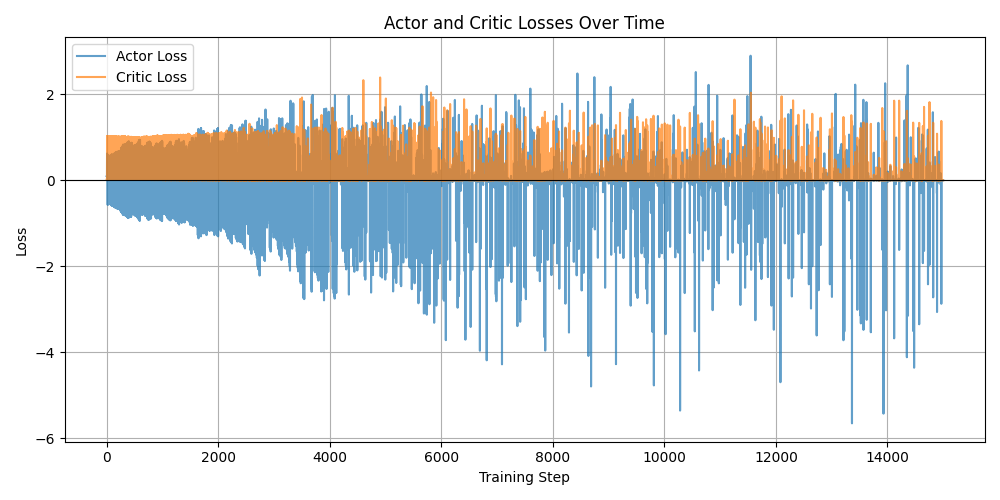 Actor and Critic Losses Over Time
Actor Loss
Critic Loss
Loss
2
0
−2
−4
−6
0 2000 4000 6000 8000 10000 12000 14000
Training Step